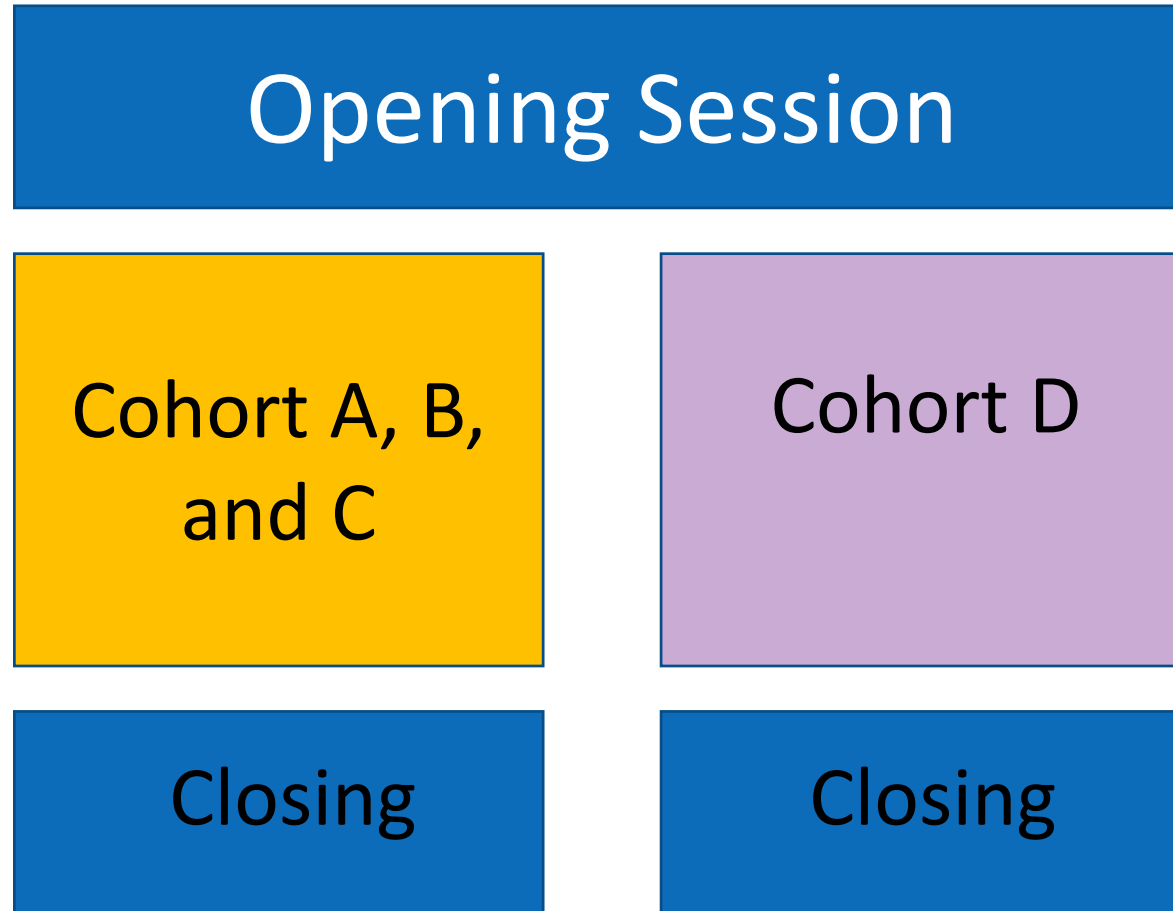 Opening Session
Cohort A, B,
and C
Cohort D
Closing
Closing